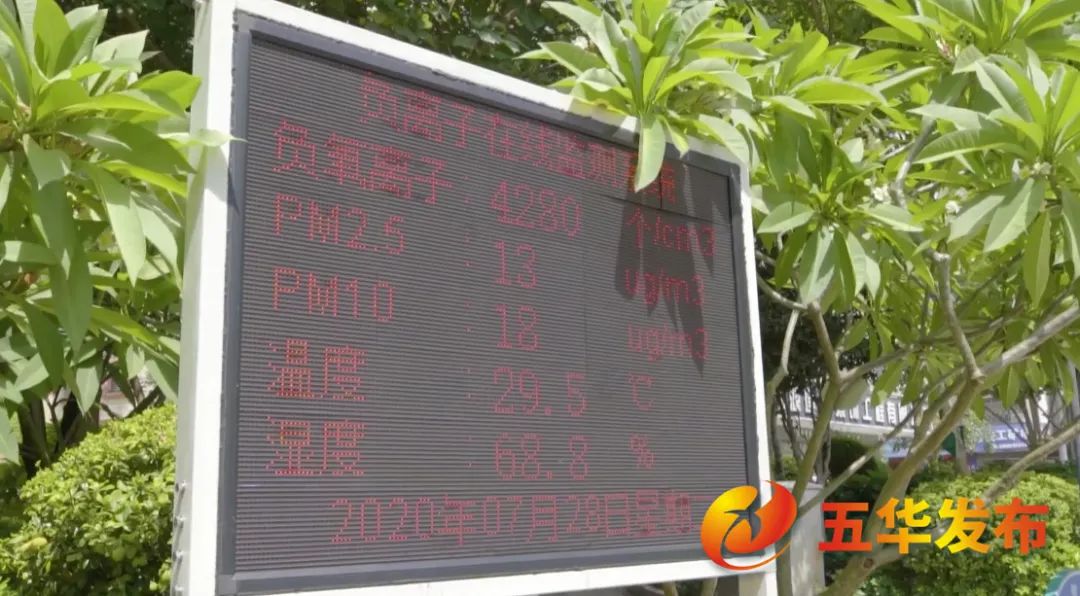 负离子在线监测系统
负氧离子 : 4280 个/cm3
PM2.5 : 13 ug/m3
PM10 : 18 ug/m3
温度 : 29.5 ℃
湿度 : 68.8 %
2020年07月28日星期
五华发布